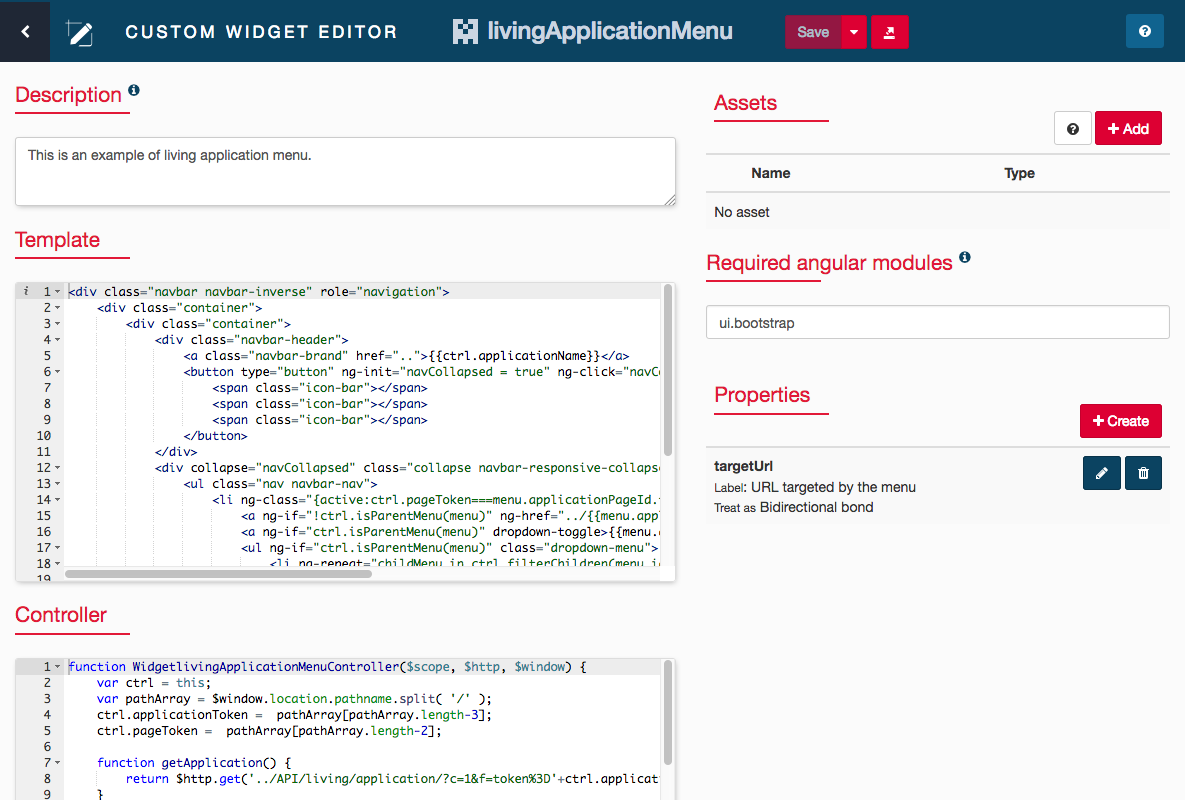 CUSTOM WIDGET EDITOR
livingApplicationMenu
Save
Description
This is an example of living application menu.
Template
1 <div class="navbar navbar-inverse" role="navigation">
2 <div class="container">
3 <div class="container">
4 <div class="navbar-header">
5 <a class="navbar-brand" href="..">{{ctrl.applicationName}}</a>
6 <button type="button" ng-init="navCollapsed = true" ng-click="navC
7 <span class="icon-bar"></span>
8 <span class="icon-bar"></span>
9 <span class="icon-bar"></span>
10 </button>
11 </div>
12 <div collapse="navCollapsed" class="collapse navbar-responsive-collaps
13 <ul class="nav navbar-nav">
14 <li ng-class="{active:ctrl.pageToken===menu.applicationPageId.
15 <a ng-if="!ctrl.isParentMenu(menu)" ng-href="../{{menu.app
16 <a ng-if="ctrl.isParentMenu(menu)" dropdown-toggle>{{menu.
17 <ul ng-if="ctrl.isParentMenu(menu)" class="dropdown-menu">
18 <li ng-repeat="childMenu in ctrl.filterChildren(menu.i
19
Controller
1 function WidgetlivingApplicationMenuController($scope, $http, $window) {
2 var ctrl = this;
3 var pathArray = $window.location.pathname.split( '/' );
4 ctrl.applicationToken =  pathArray[pathArray.length-3];
5 ctrl.pageToken =  pathArray[pathArray.length-2];
6
7 function getApplication() {
8 return $http.get('../API/living/application/?c=1&f=token%3D'+ctrl.applicat
9 }
Assets
+ Add
Name Type
No asset
Required angular modules
ui.bootstrap
Properties
+ Create
targetUrl
Label: URL targeted by the menu
Treat as Bidirectional bond